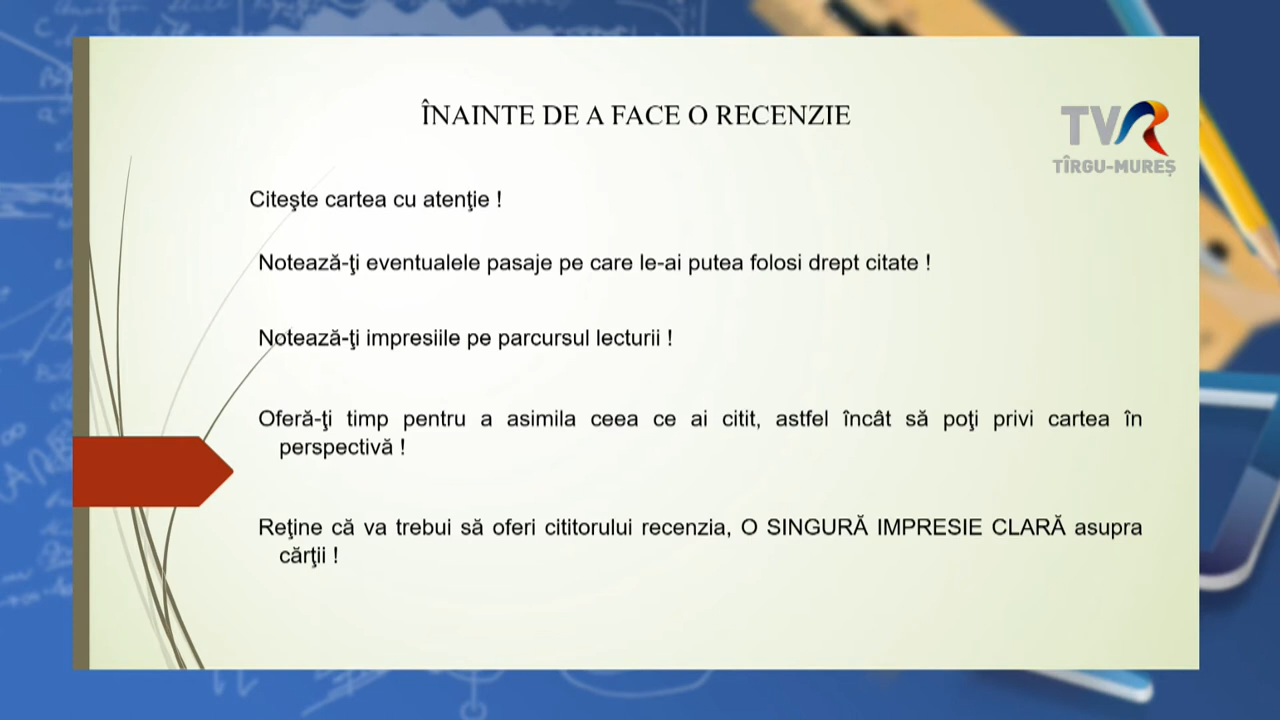 ÎNAINTE DE A FACE O RECENZIE
TVR
TÎRGU-MUREȘ
Citeşte cartea cu atenţie !
Notează-ţi eventualele pasaje pe care le-ai putea folosi drept citate !
Notează-ţi impresiile pe parcursul lecturii !
Oferă-ţi timp pentru a asimila ceea ce ai citit, astfel încât să poţi privi cartea în
perspectivă !
Reţine că va trebui să oferi cititorului recenzia, O SINGURĂ IMPRESIE CLARĂ asupra
cărţii !